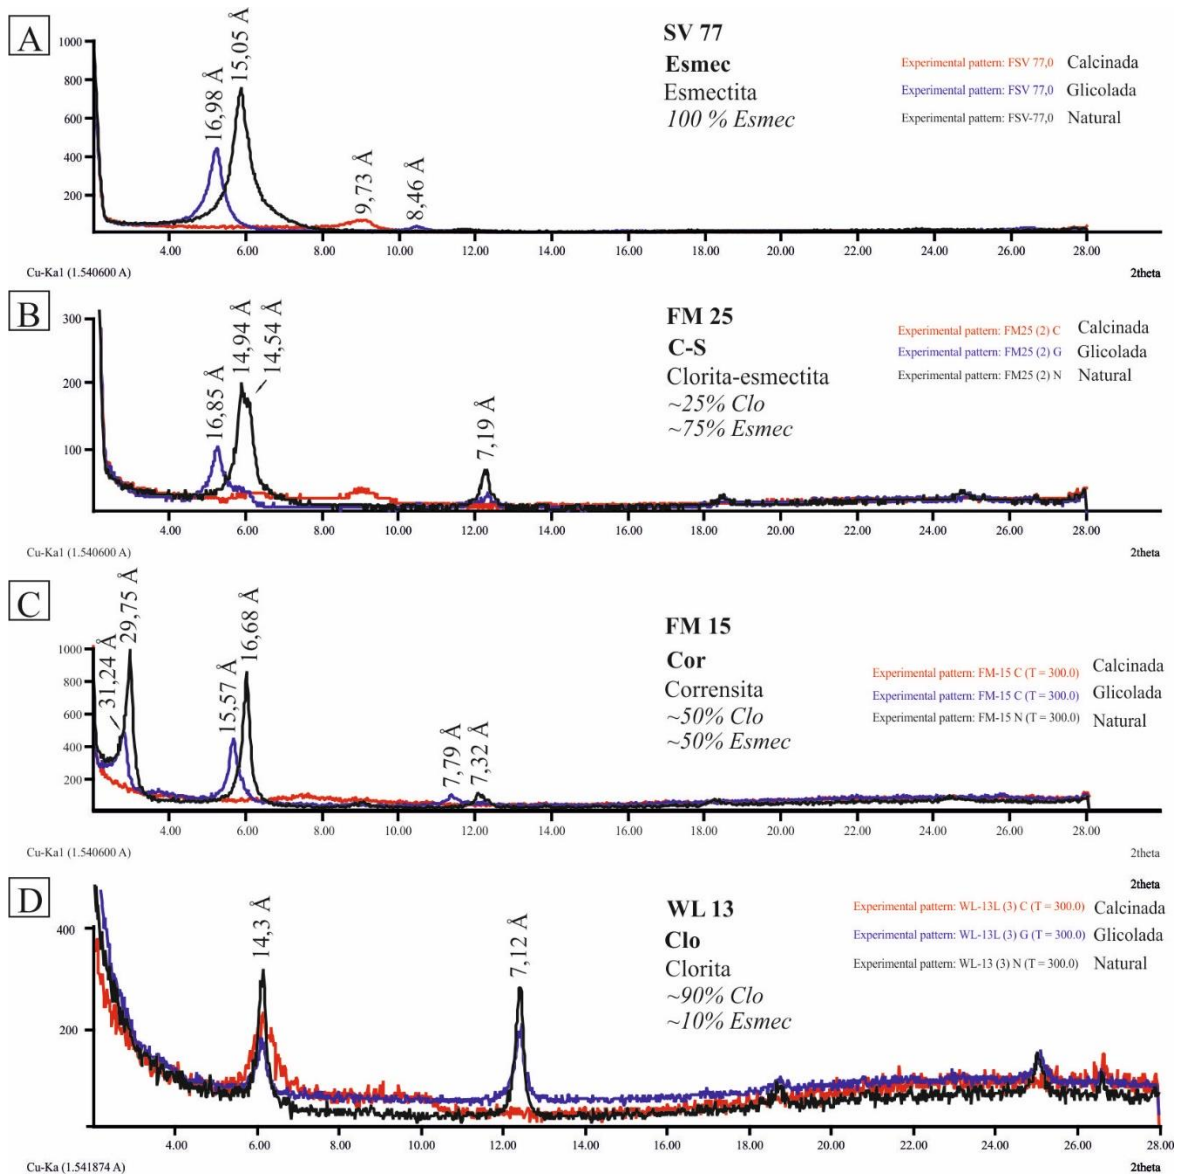 A
SV 77
Esmec
Esmectita
100 % Esmec
Experimental pattern: FSV 77,0 Calcinada
Experimental pattern: FSV 77,0 Glicolada
Experimental pattern: FSV-77,0 Natural
1000
800
600
400
200
16,98 Å
15,05 Å
9,73 Å
8,46 Å
4.00 6.00 8.00 10.00 12.00 14.00 16.00 18.00 20.00 22.00 24.00 26.00 28.00
Cu-Ka1 (1.540600 A) 2theta
B
FM 25
C-S
Clorita-esmectita
~25% Clo
~75% Esmec
Experimental pattern: FM25 (2) C Calcinada
Experimental pattern: FM25 (2) G Glicolada
Experimental pattern: FM25 (2) N Natural
300
200
100
16,85 Å
14,94 Å
14,54 Å
7,19 Å
4.00 6.00 8.00 10.00 12.00 14.00 16.00 18.00 20.00 22.00 24.00 26.00 28.00
Cu-Ka1 (1.540600 A) 2theta
C
FM 15
Cor
Corrensita
~50% Clo
~50% Esmec
Experimental pattern: FM-15 C (T = 300.0) Calcinada
Experimental pattern: FM-15 C (T = 300.0) Glicolada
Experimental pattern: FM-15 N (T = 300.0) Natural
1000
800
600
400
200
31,24 Å
29,75 Å
15,57 Å
16,68 Å
7,79 Å
7,32 Å
4.00 6.00 8.00 10.00 12.00 14.00 16.00 18.00 20.00 22.00 24.00 26.00 28.00
Cu-Ka1 (1.540600 A) 2theta
2theta
D
WL 13
Clo
Clorita
~90% Clo
~10% Esmec
Experimental pattern: WL-13L (3) C (T = 300.0) Calcinada
Experimental pattern: WL-13L (3) G (T = 300.0) Glicolada
Experimental pattern: WL-13 (3) N (T = 300.0) Natural
400
200
14,3 Å
7,12 Å
4.00 6.00 8.00 10.00 12.00 14.00 16.00 18.00 20.00 22.00 24.00 26.00 28.00
Cu-Ka (1.541874 A) 2theta